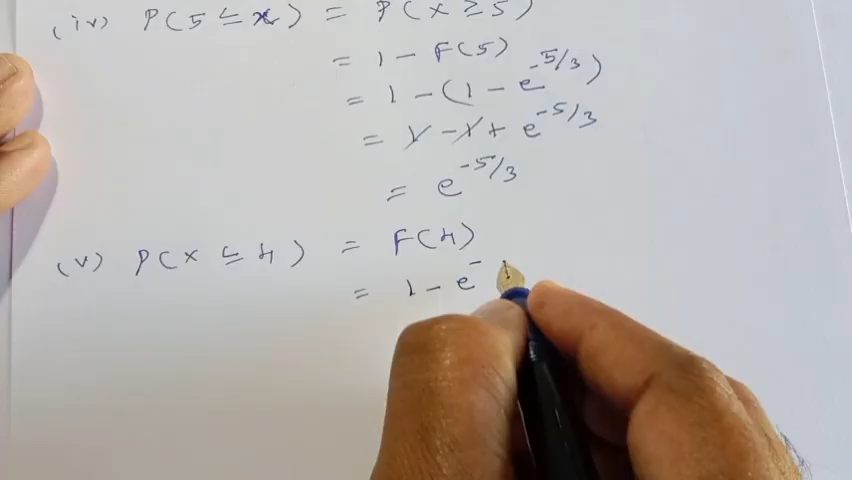 (iv) P(5 ≤ x) = P(x ≥ 5)
= 1 - F(5)
= 1 - (1 - e^-5/3)
= 1 - 1 + e^-5/3
= e^-5/3
(v) P(x ≤ 4) = F(4)
= 1 - e^-